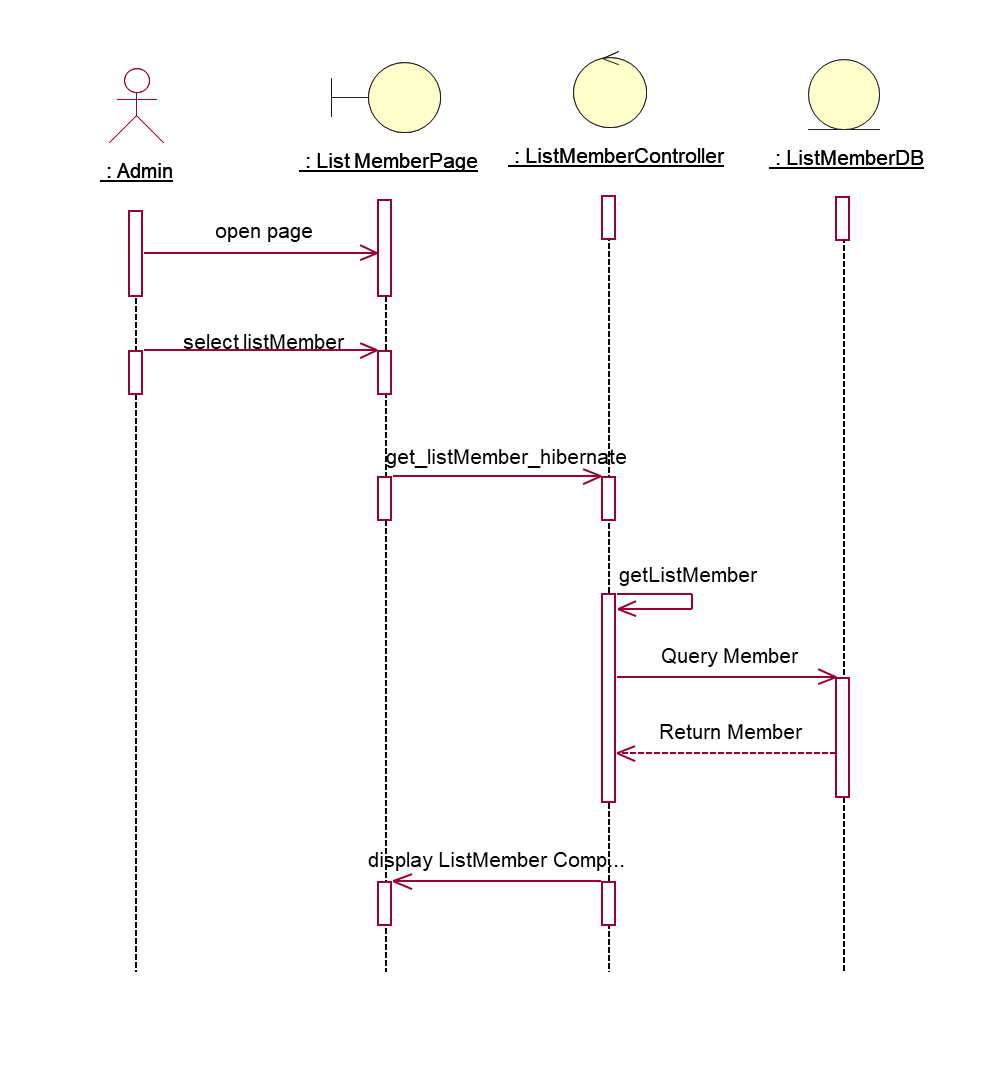 : Admin
: List MemberPage
: ListMemberController
: ListMemberDB
open page
select listMember
get_listMember_hibernate
getListMember
Query Member
Return Member
display ListMember Comp...